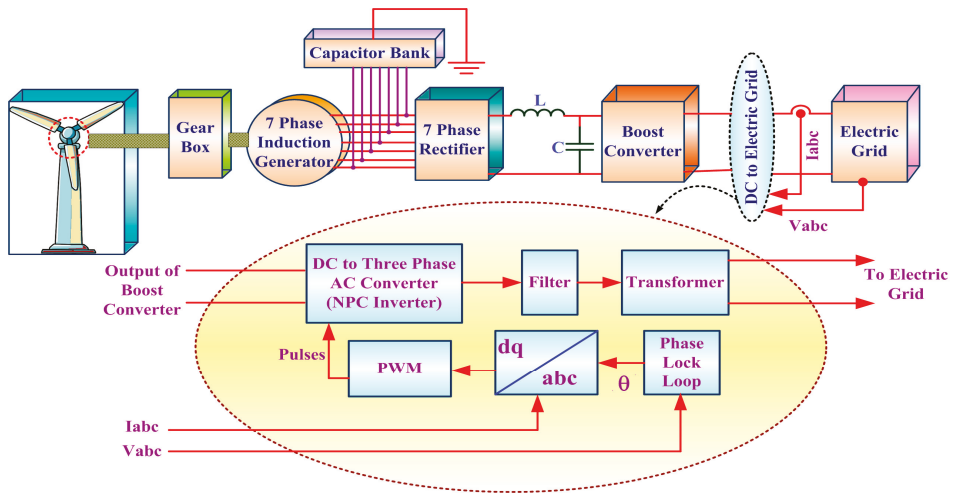 Capacitor Bank
Gear
Box
7 Phase
Induction
Generator
7 Phase
Rectifier
L
C
Boost
Converter
DC to Electric Grid
Iabc
Electric
Grid
Vabc
Output of
Boost
Converter
DC to Three Phase
AC Converter
(NPC Inverter)
Filter
Transformer
To Electric
Grid
Pulses
PWM
dq
abc
θ
Phase
Lock
Loop
Iabc
Vabc